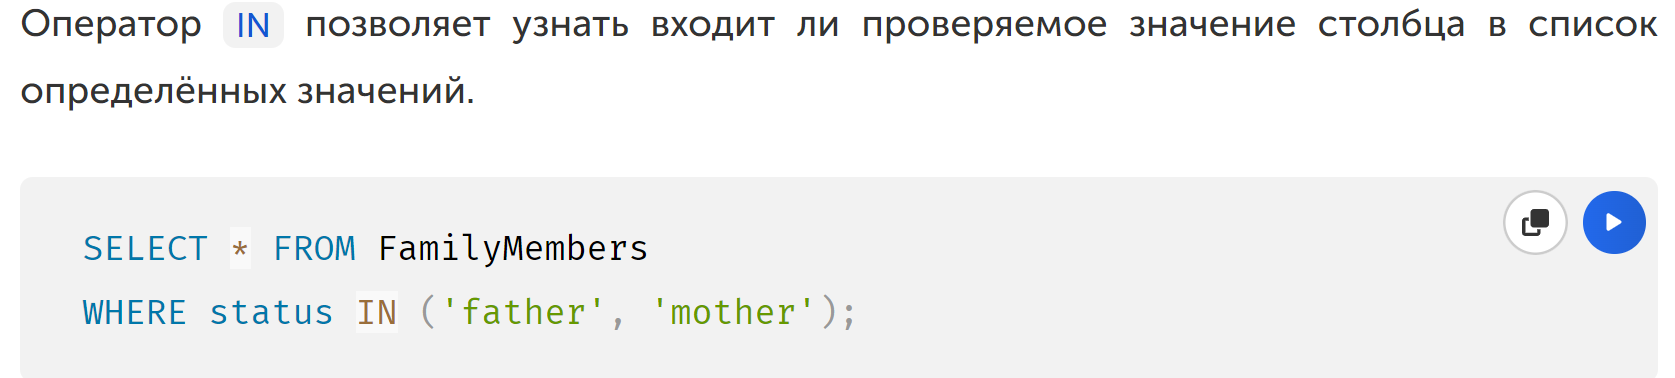 Оператор IN позволяет узнать входит ли проверяемое значение столбца в список
определённых значений.
SELECT * FROM FamilyMembers
WHERE status IN ('father', 'mother');